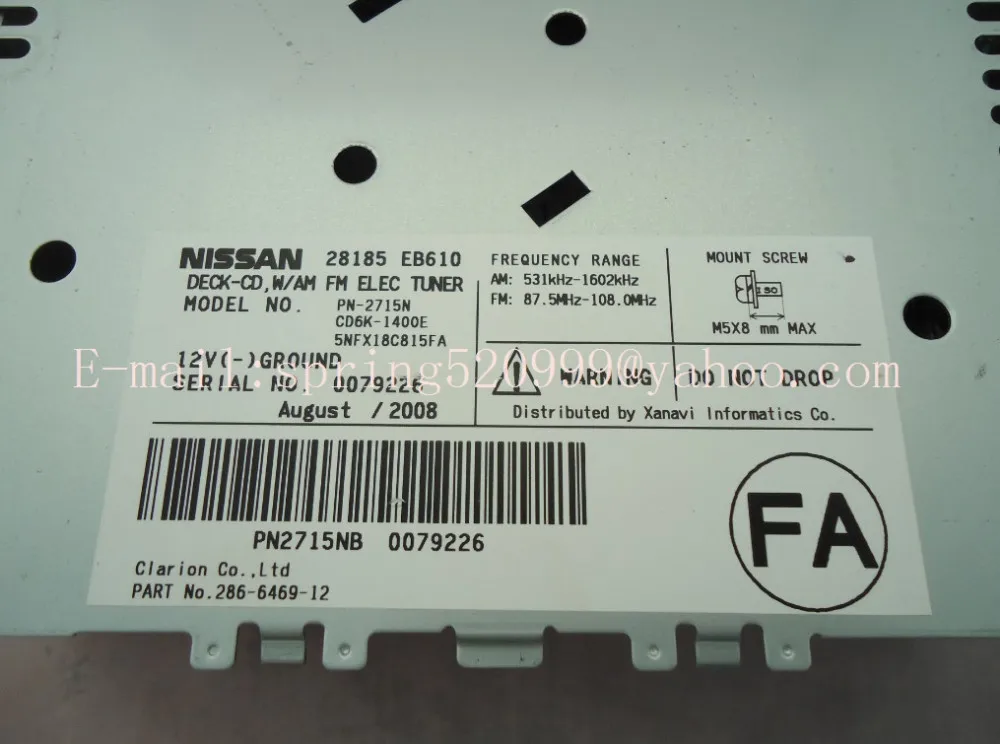 NISSAN 28185 EB610
DECK-CD, W/AM FM ELEC TUNER
MODEL NO. PN-2715N
CD6K-1400E
5NFX18C815FA
12V(-)GROUND
SERIAL NO. 0079226
August /2008
FREQUENCY RANGE
AM: 531kHz-1602kHz
FM: 87.5MHz-108.0MHz
MOUNT SCREW
ISO
M5X8 mm MAX
WARNING DO NOT DROP
Distributed by Xanavi Informatics Co.
E-mail:spring520999@yahoo.com
PN2715NB 0079226
Clarion Co.,Ltd
PART No.286-6469-12
FA